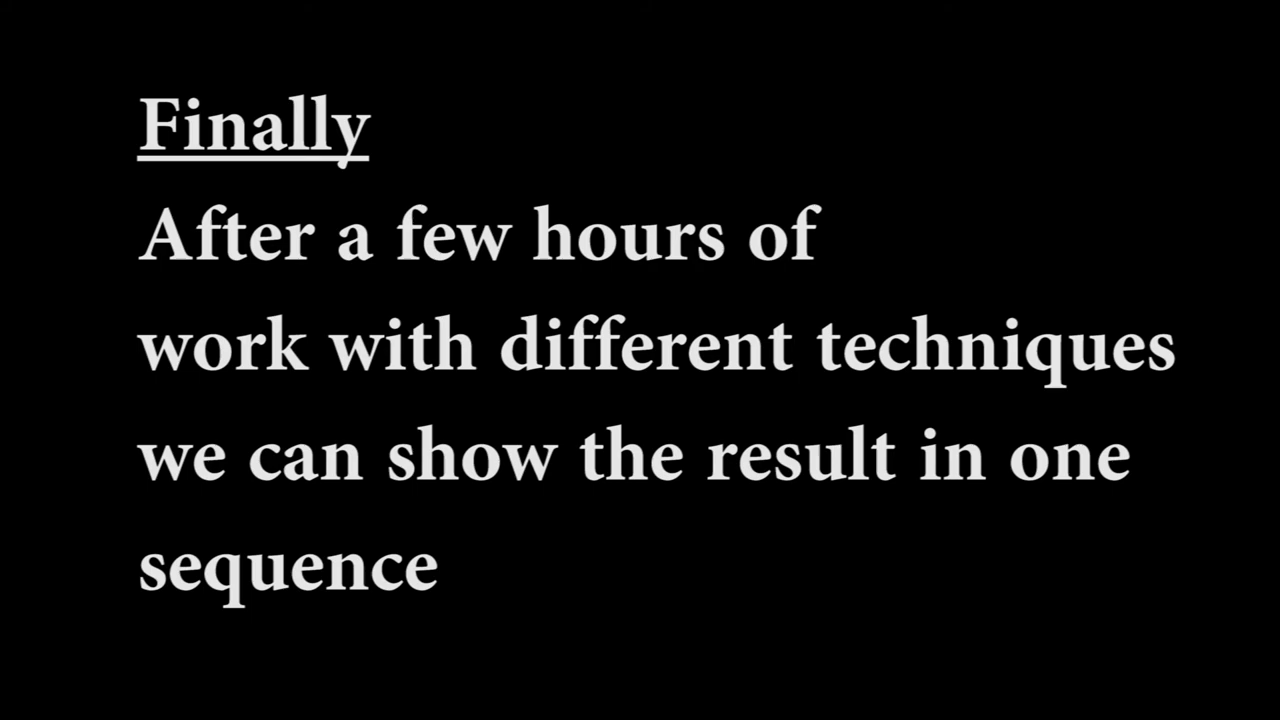 Finally
After a few hours of
work with different techniques
we can show the result in one
sequence